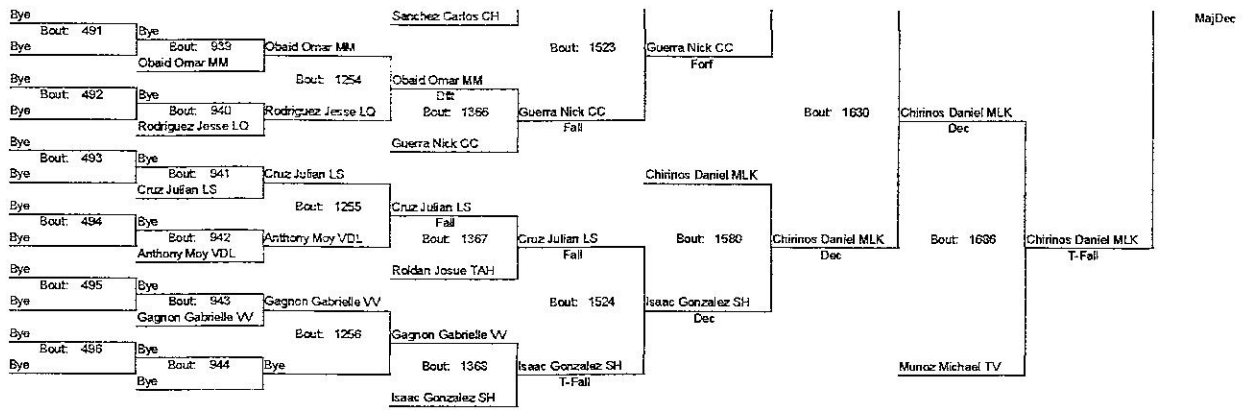 Bye
Bout: 491
Bye
Bye
Bout: 939
Obaid Omar MM
Obaid Omar MM
Bout: 1254
Bye
Bout: 492
Bye
Bye
Bout: 940
Rodriguez Jesse LQ
Rodriguez Jesse LQ
Bye
Bout: 493
Bye
Bye
Bout: 941
Cruz Julian LS
Cruz Julian LS
Bout: 1255
Bye
Bout: 494
Bye
Bye
Bout: 942
Anthony Moy VDL
Anthony Moy VDL
Bye
Bout: 495
Bye
Bye
Bout: 943
Gagnon Gabrielle VV
Gagnon Gabrielle VV
Bout: 1256
Bye
Bout: 496
Bye
Bye
Bout: 944
Bye
Bye
Sanchez Carlos CH
Bout: 1523
Obaid Omar MM
Bout: 1366
Guerra Nick CC
Guerra Nick CC
Fall
Guerra Nick CC
Forf
Cruz Julian LS
Fall
Bout: 1367
Roldan Josue TAH
Cruz Julian LS
Fall
Bout: 1524
Gagnon Gabrielle VV
Bout: 1368
Isaac Gonzalez SH
Isaac Gonzalez SH
T-Fall
Isaac Gonzalez SH
Dec
Chirinos Daniel MLK
Bout: 1580
Chirinos Daniel MLK
Dec
Bout: 1630
Chirinos Daniel MLK
Dec
Bout: 1686
Munoz Michael TV
Chirinos Daniel MLK
T-Fall
MajDec